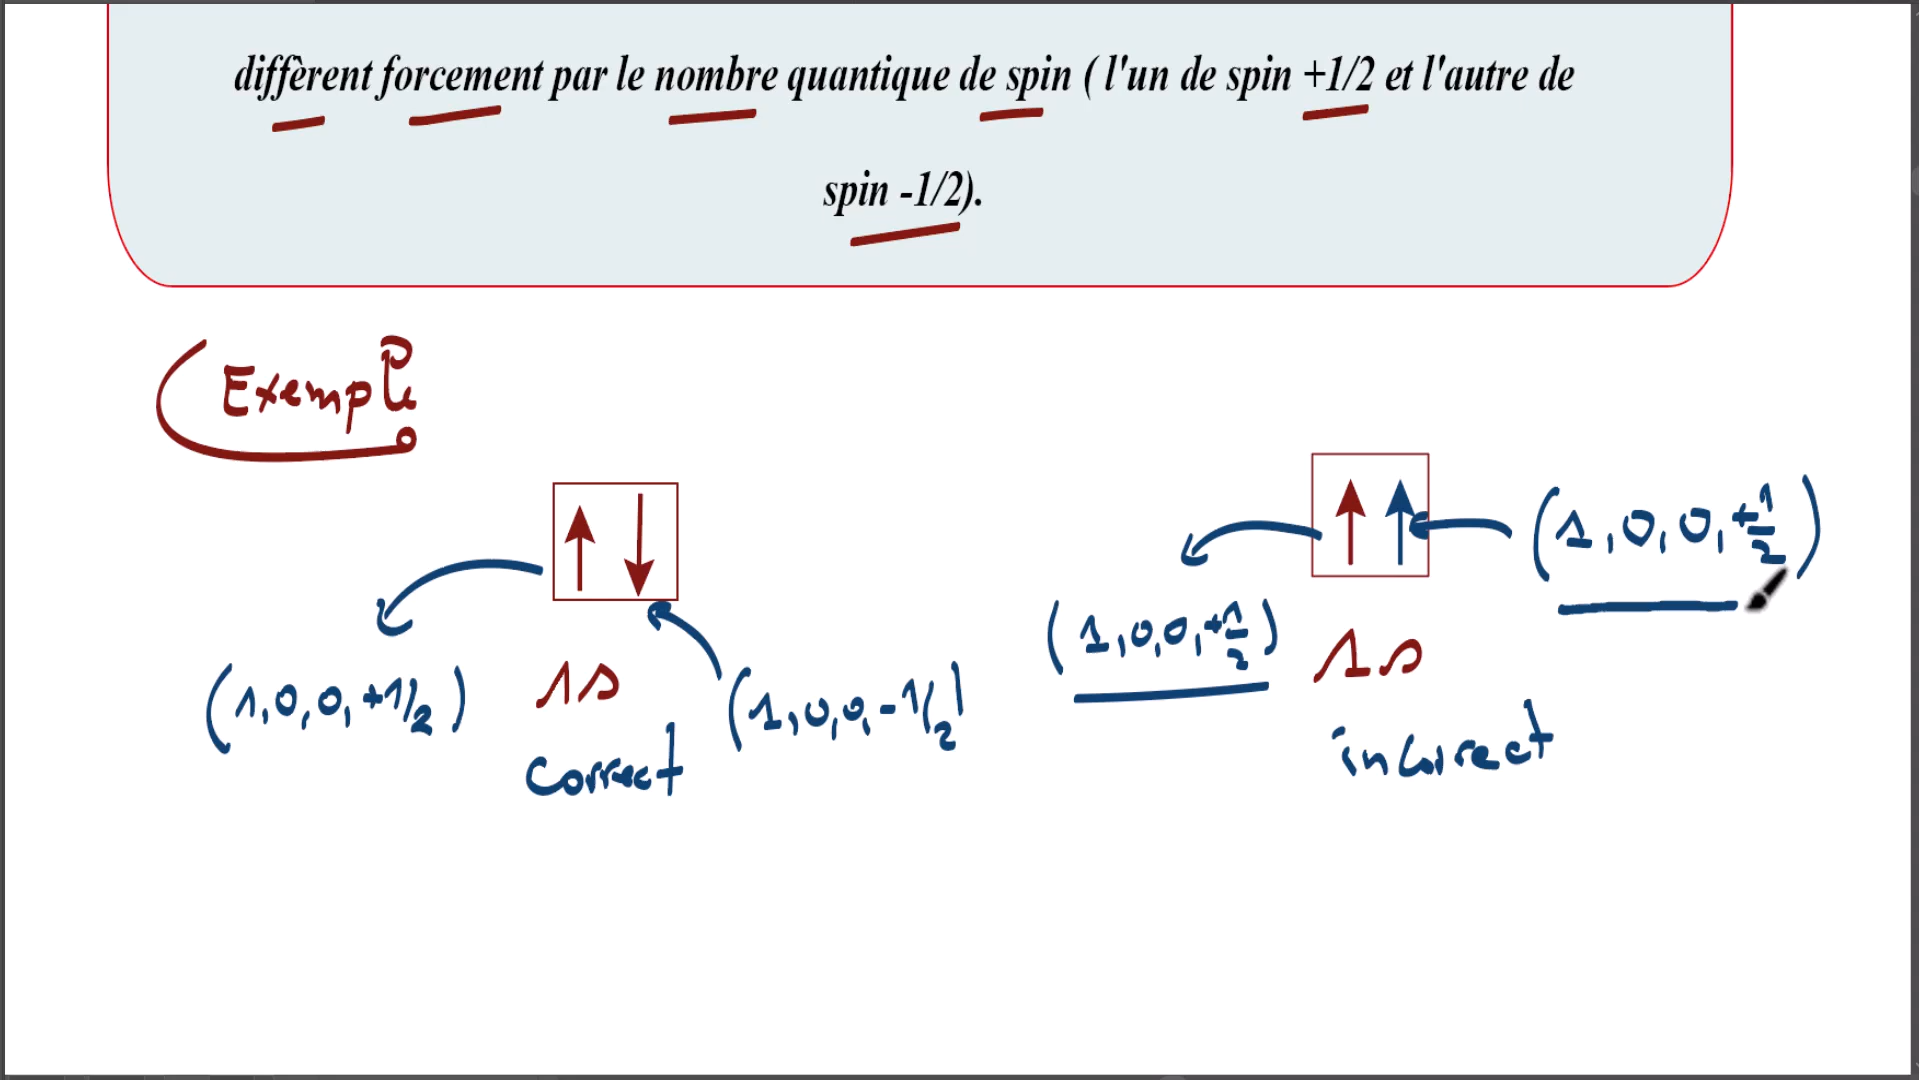 diffèrent forcement par le nombre quantique de spin ( l'un de spin +1/2 et l'autre de
spin -1/2).
Exemple
(1,0,0,+1/2)
1s
(1,0,0,-1/2)
correct
(1,0,0,+1/2)
(1,0,0,+1/2)
1s
incorrect